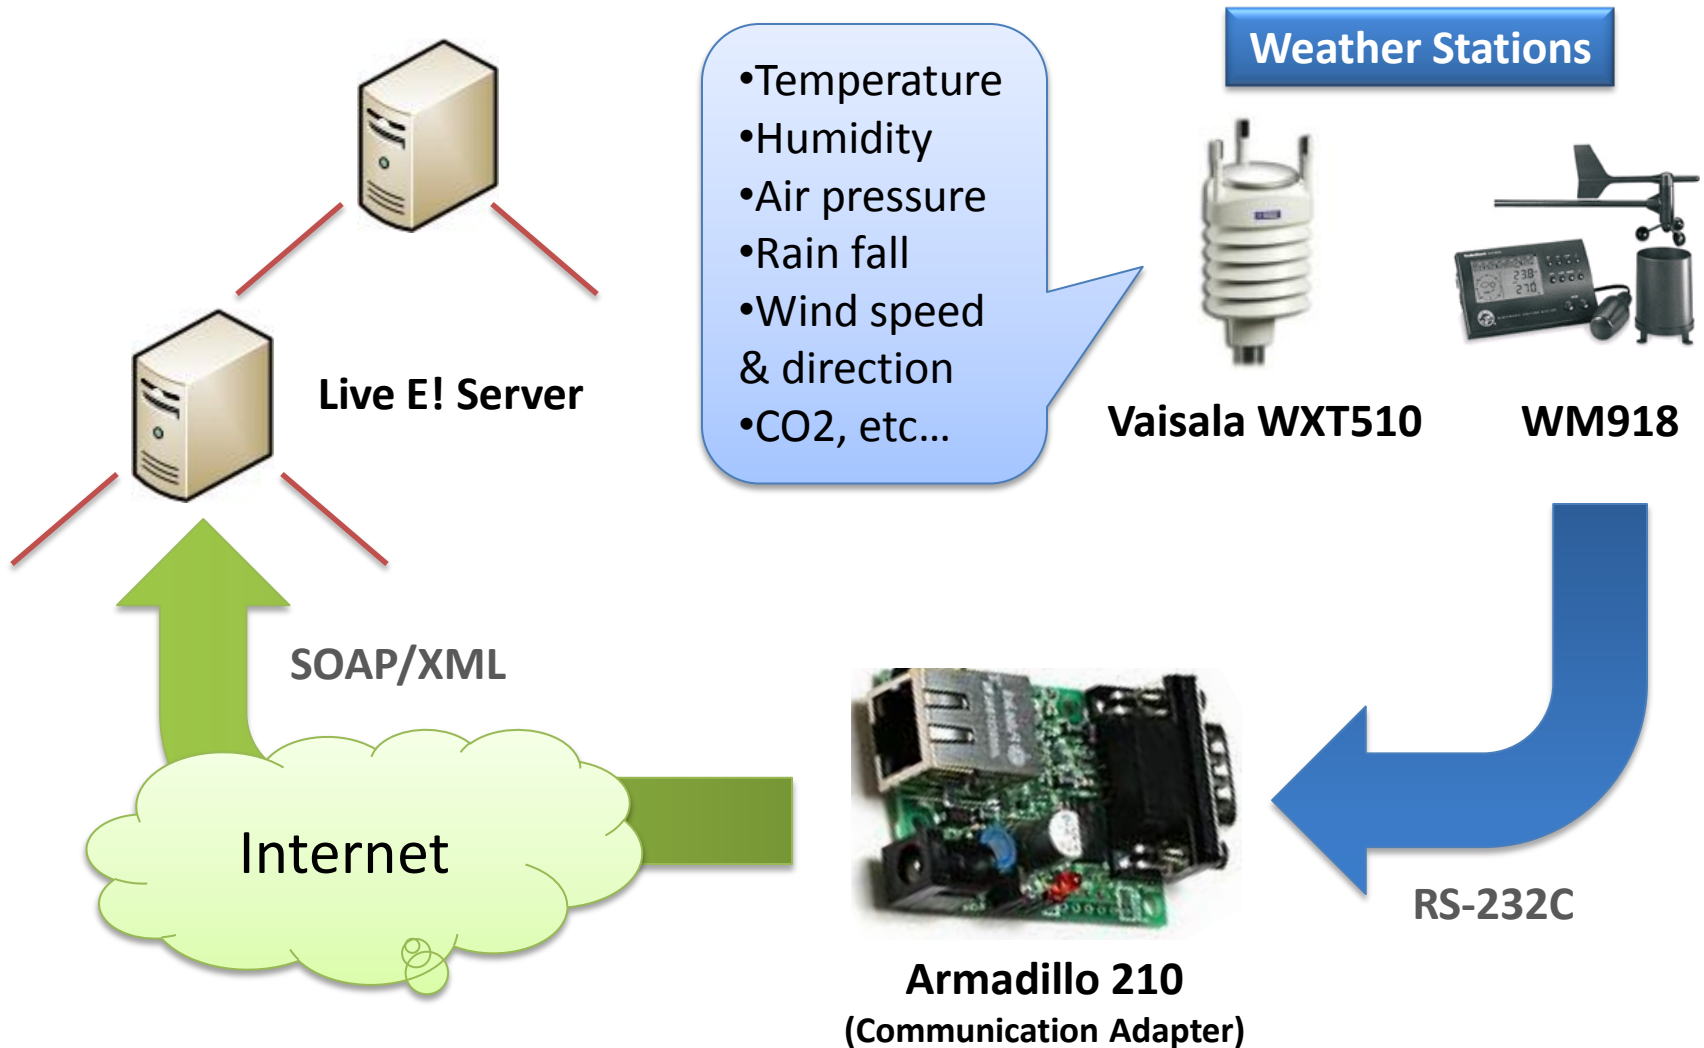 Weather Stations
•Temperature
•Humidity
•Air pressure
•Rain fall
•Wind speed
& direction
•CO2, etc...
Live E! Server
Vaisala WXT510
WM918
SOAP/XML
Internet
RS-232C
Armadillo 210
(Communication Adapter)